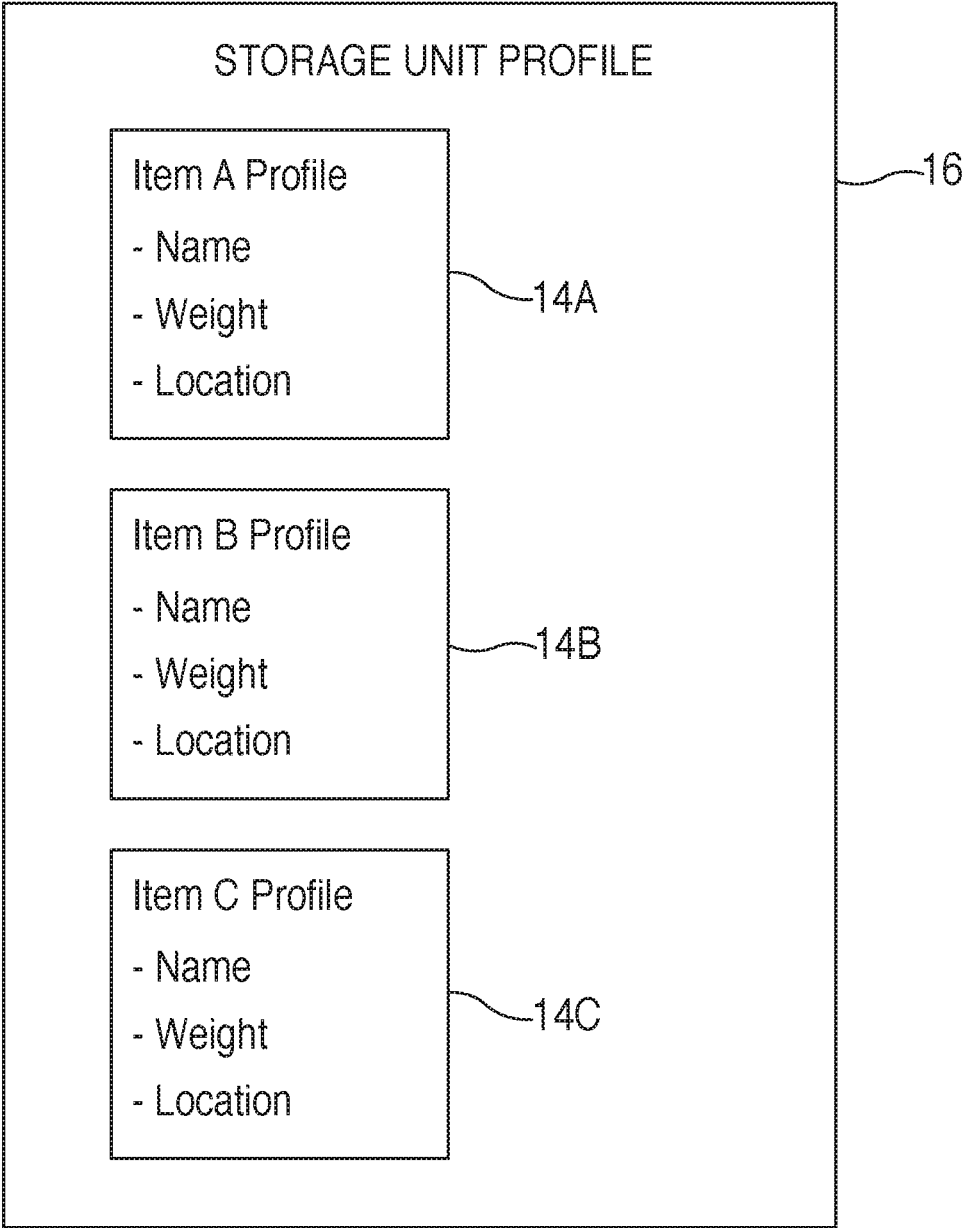 STORAGE UNIT PROFILE
Item A Profile
- Name
- Weight
- Location
14A
16
Item B Profile
- Name
- Weight
- Location
14B
Item C Profile
- Name
- Weight
- Location
14C